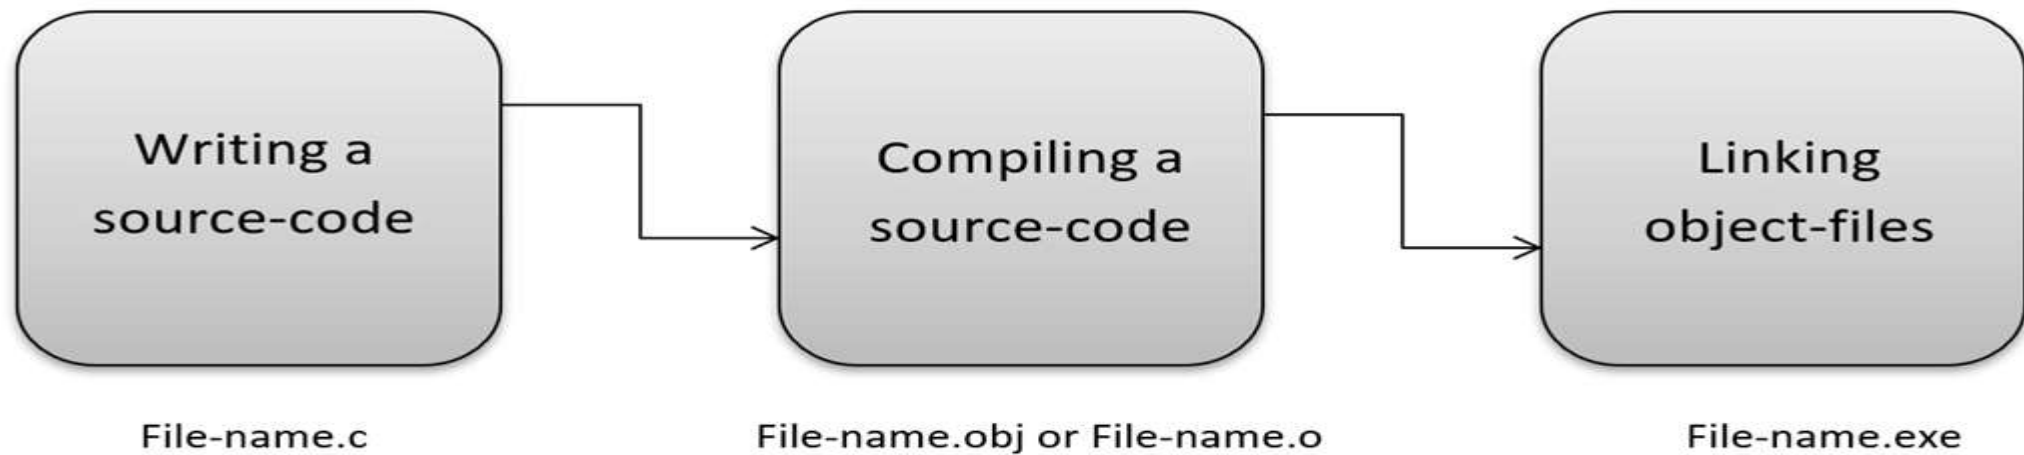 Writing a
source-code
Compiling a
source-code
Linking
object-files
File-name.c
File-name.obj or File-name.o
File-name.exe